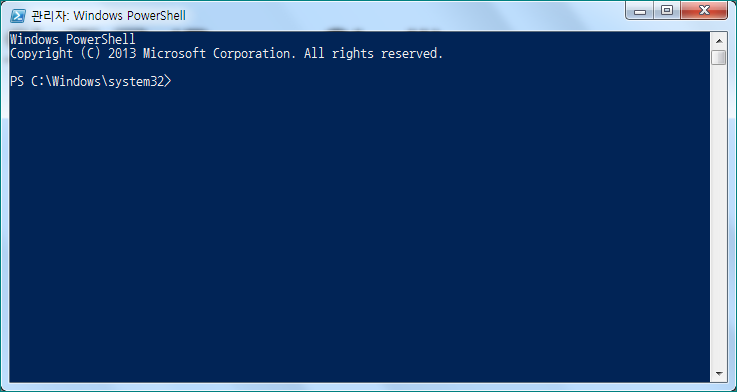 관리자: Windows PowerShell
Windows PowerShell
Copyright (C) 2013 Microsoft Corporation. All rights reserved.
PS C:\Windows\system32>